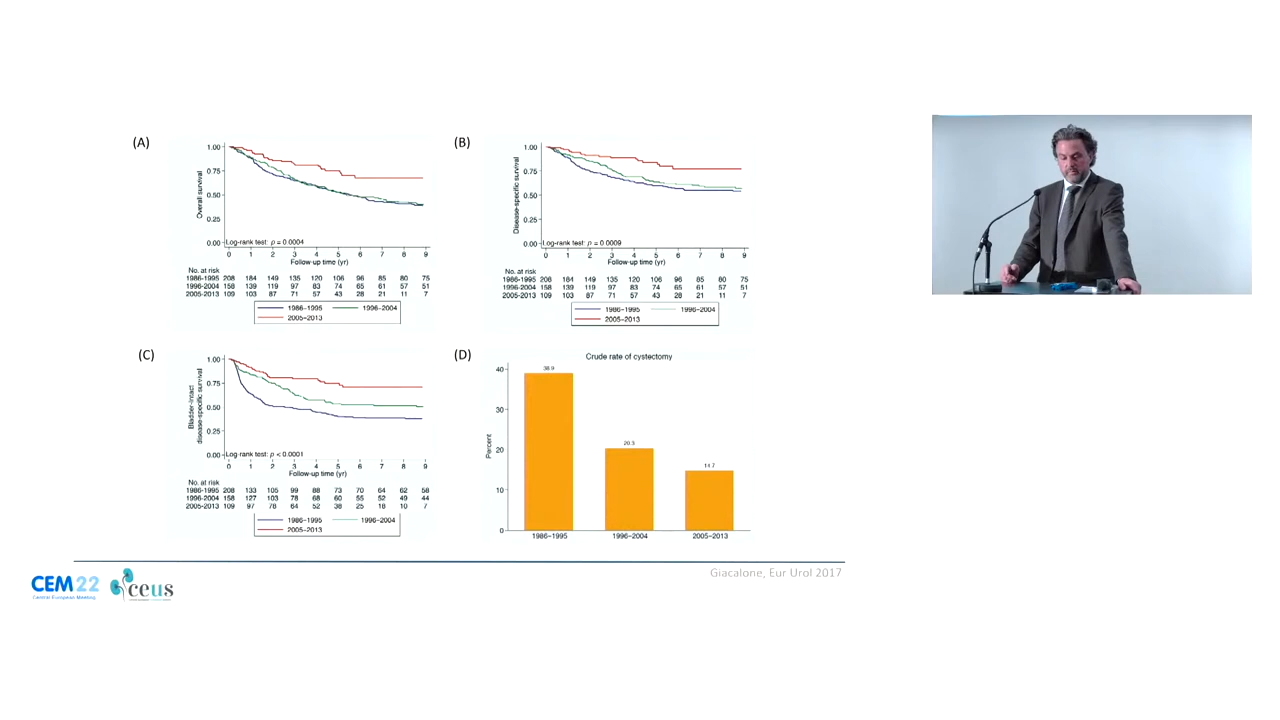 (A)
1.00
0.75
0.50
0.25
0.00
Overall survival
Log-rank test: p = 0.0004
0 1 2 3 4 5 6 7 8 9
Follow-up time (yr)
No. at risk
1986–1995 208 184 149 135 120 106 96 85 80 75
1996–2004 158 139 119 97 83 74 65 61 57 51
2005–2013 109 103 87 71 57 43 28 21 11 7
1986–1995 1996–2004
2005–2013
(B)
1.00
0.75
0.50
0.25
0.00
Disease-specific survival
Log-rank test: p = 0.0009
0 1 2 3 4 5 6 7 8 9
Follow-up time (yr)
No. at risk
1986–1995 208 184 149 135 120 106 96 85 80 75
1996–2004 158 139 119 97 83 74 65 61 57 51
2005–2013 109 103 87 71 57 43 28 21 11 7
1986–1995 1996–2004
2005–2013
(C)
1.00
0.75
0.50
0.25
0.00
Bladder-intact
disease-specific survival
Log-rank test: p < 0.0001
0 1 2 3 4 5 6 7 8 9
Follow-up time (yr)
No. at risk
1986–1995 208 133 105 99 88 73 70 64 62 58
1996–2004 158 127 103 78 68 60 55 52 49 44
2005–2013 109 97 78 64 52 38 25 18 10 7
1986–1995 1996–2004
2005–2013
(D)
Crude rate of cystectomy
40
30
20
10
0
Percent
38.9
20.3
14.7
1986–1995 1996–2004 2005–2013
Giacalone, Eur Urol 2017
CEM22
Central European Meeting
ceus